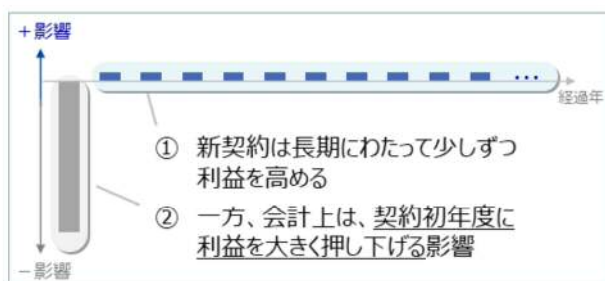 ＋影響
…
経過年
① 新契約は長期にわたって少しずつ
利益を高める
② 一方、会計上は、契約初年度に
利益を大きく押し下げる影響
－影響